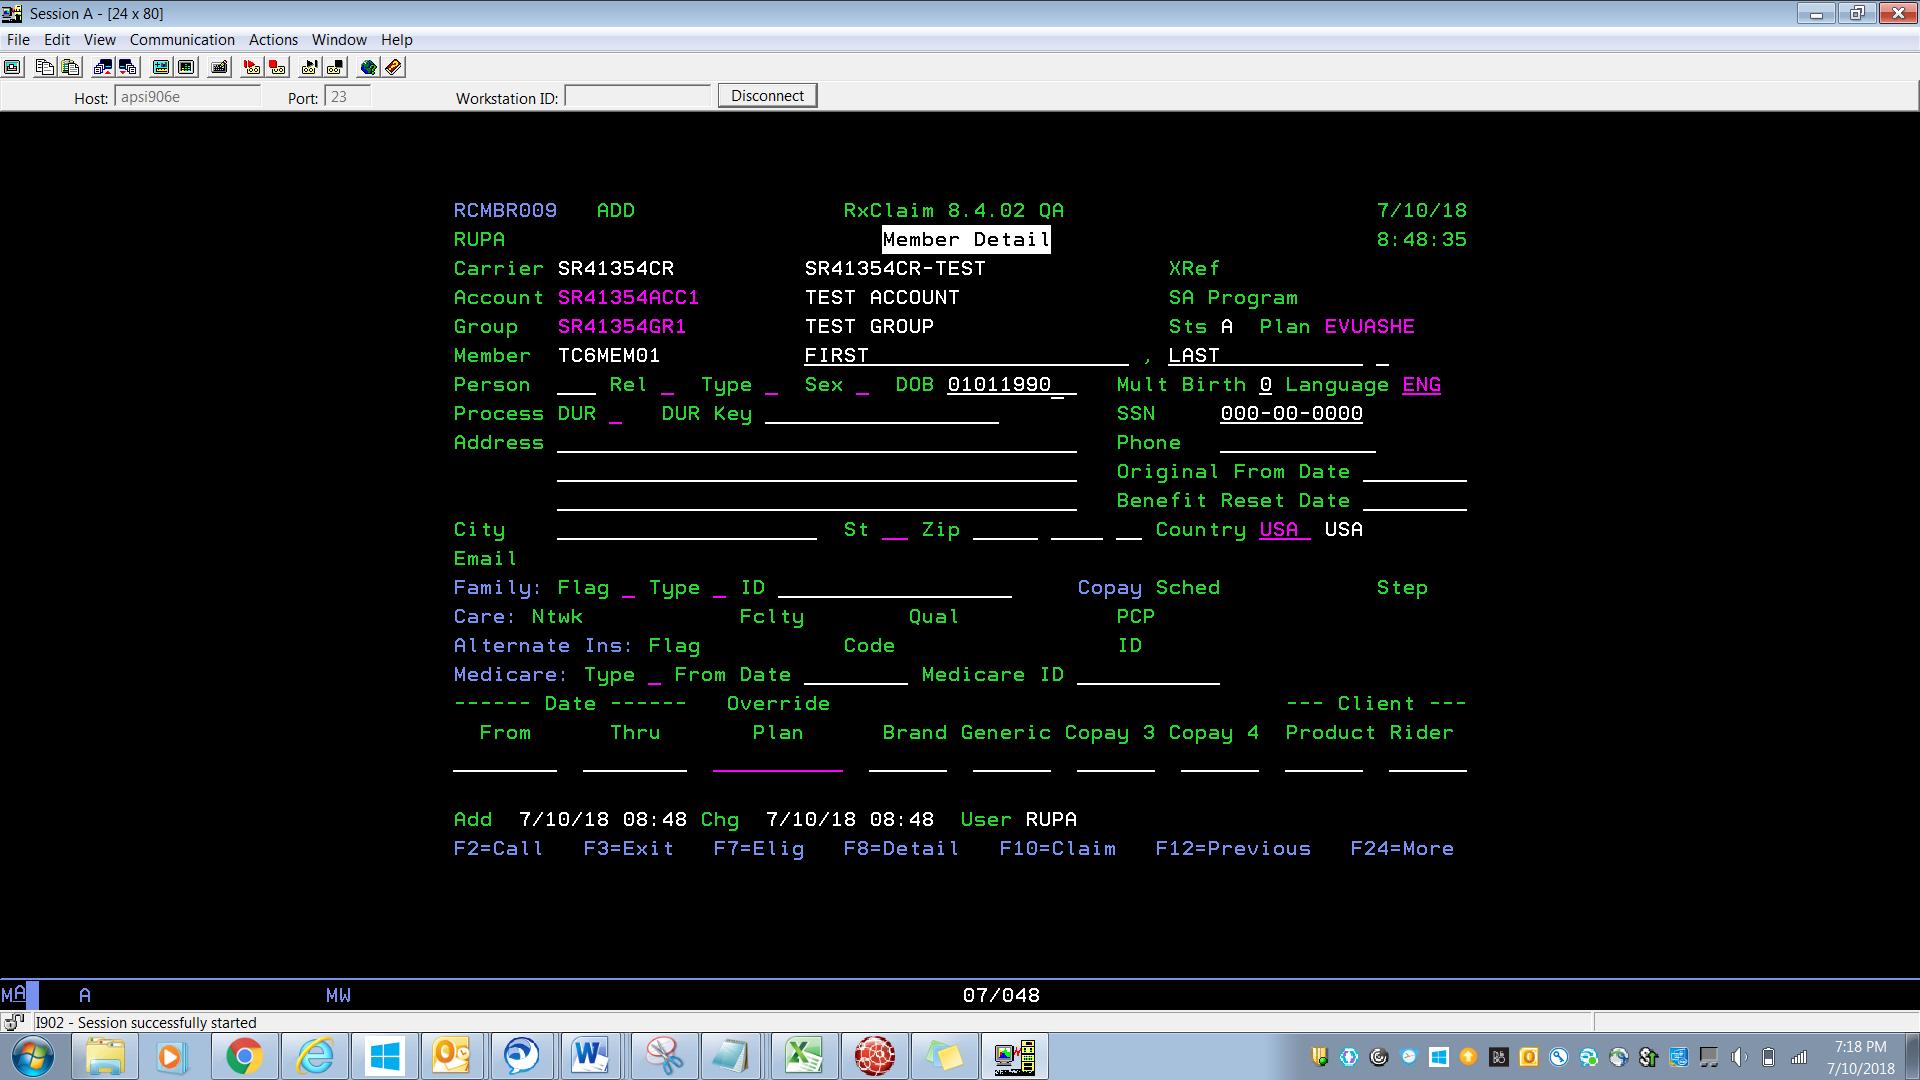 Session A - [24 x 80]
File Edit View Communication Actions Window Help
Host: apsi906e Port: 23 Workstation ID: Disconnect
RCMBR009 ADD RxClaim 8.4.02 QA 7/10/18
RUPA Member Detail 8:48:35
Carrier SR41354CR SR41354CR-TEST XRef
Account SR41354ACC1 TEST ACCOUNT SA Program
Group SR41354GR1 TEST GROUP Sts A Plan EVUASHE
Member TC6MEM01 FIRST , LAST
Person Rel Type Sex DOB 01011990 Mult Birth 0 Language ENG
Process DUR DUR Key SSN 000-00-0000
Address Phone
Original From Date
Benefit Reset Date
City St Zip Country USA USA
Email
Family: Flag Type ID Copay Sched Step
Care: Ntwk Fclty Qual PCP
Alternate Ins: Flag Code ID
Medicare: Type From Date Medicare ID
------ Date ------ Override --- Client ---
From Thru Plan Brand Generic Copay 3 Copay 4 Product Rider
Add 7/10/18 08:48 Chg 7/10/18 08:48 User RUPA
F2=Call F3=Exit F7=Elig F8=Detail F10=Claim F12=Previous F24=More
MA A MW 07/048
I902 - Session successfully started
7:18 PM
7/10/2018